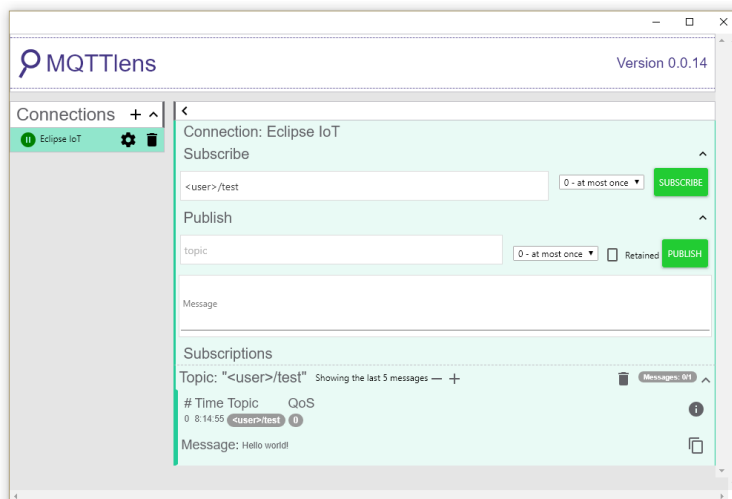 MQTTlens
Version 0.0.14
Connections
Eclipse IoT
Connection: Eclipse IoT
Subscribe
<user>/test
0 - at most once
SUBSCRIBE
Publish
topic
0 - at most once
Retained
PUBLISH
Message
Subscriptions
Topic: "<user>/test" Showing the last 5 messages
Messages: 0/1
# Time Topic QoS
0 8:14:55 <user>/test 0
Message: Hello world!